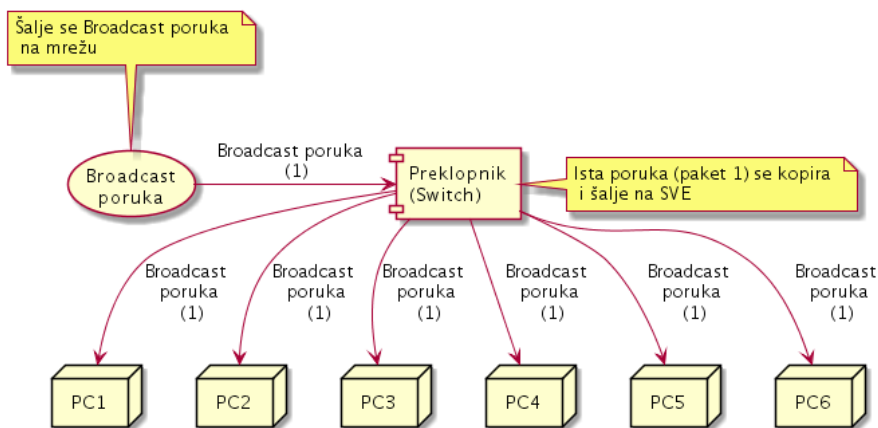 Šalje se Broadcast poruka
na mrežu
Broadcast poruka
(1)
Broadcast
poruka
Preklopnik
(Switch)
Ista poruka (paket 1) se kopira
i šalje na SVE
Broadcast
poruka
(1)
Broadcast
poruka
(1)
Broadcast
poruka
(1)
Broadcast
poruka
(1)
Broadcast
poruka
(1)
Broadcast
poruka
(1)
PC1
PC2
PC3
PC4
PC5
PC6